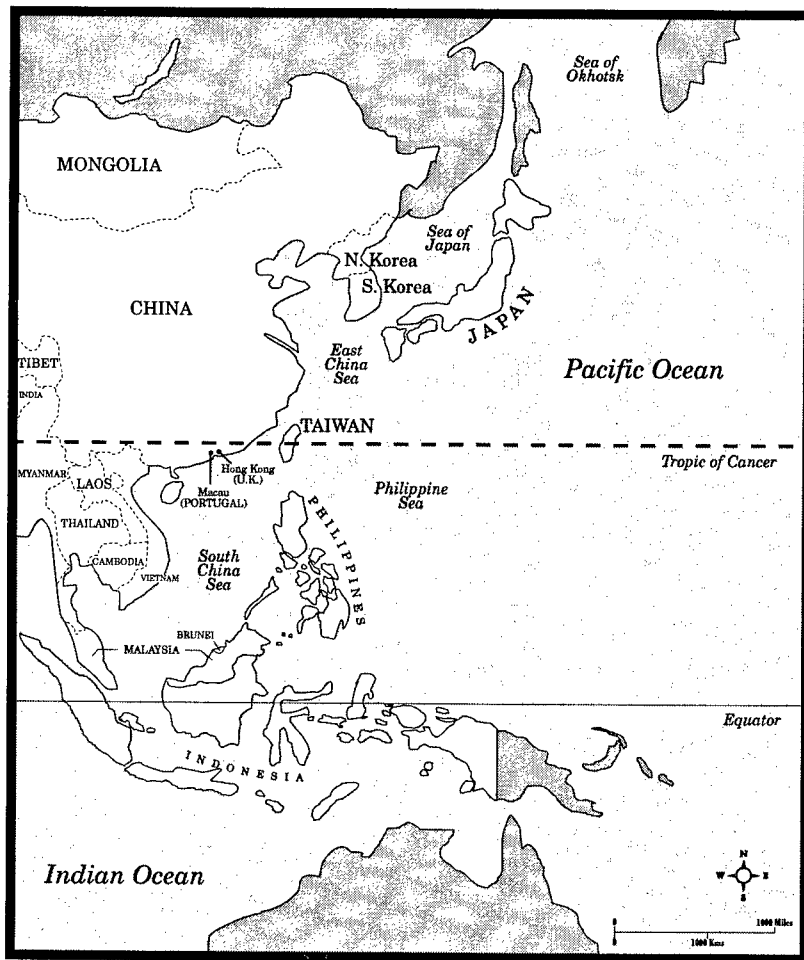 Sea of
Okhotsk
MONGOLIA
Sea of
Japan
N. Korea
S. Korea
CHINA
JAPAN
East
China
Sea
TIBET
Pacific Ocean
INDIA
TAIWAN
Tropic of Cancer
MYANMAR
Hong Kong
(U.K.)
LAOS
Macau
(PORTUGAL)
Philippine
Sea
THAILAND
PHILIPPINES
South
China
Sea
CAMBODIA
VIETNAM
BRUNEI
MALAYSIA
Equator
INDONESIA
Indian Ocean
N
W
E
S
0
1000 Miles
0
1000 Kms